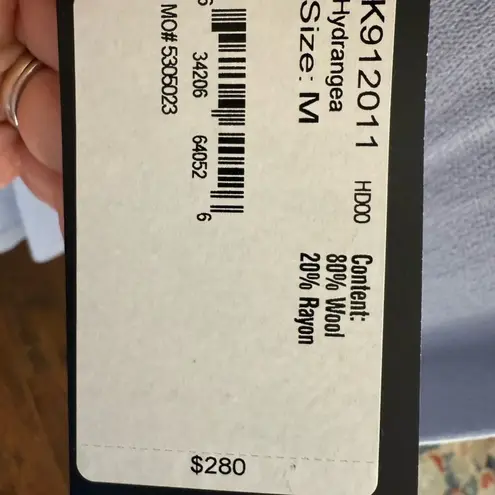 K912011 HD00
Hydrangea
Size: M
Content:
80% Wool
20% Rayon
34206 64052 6
MO# 5305023
$280